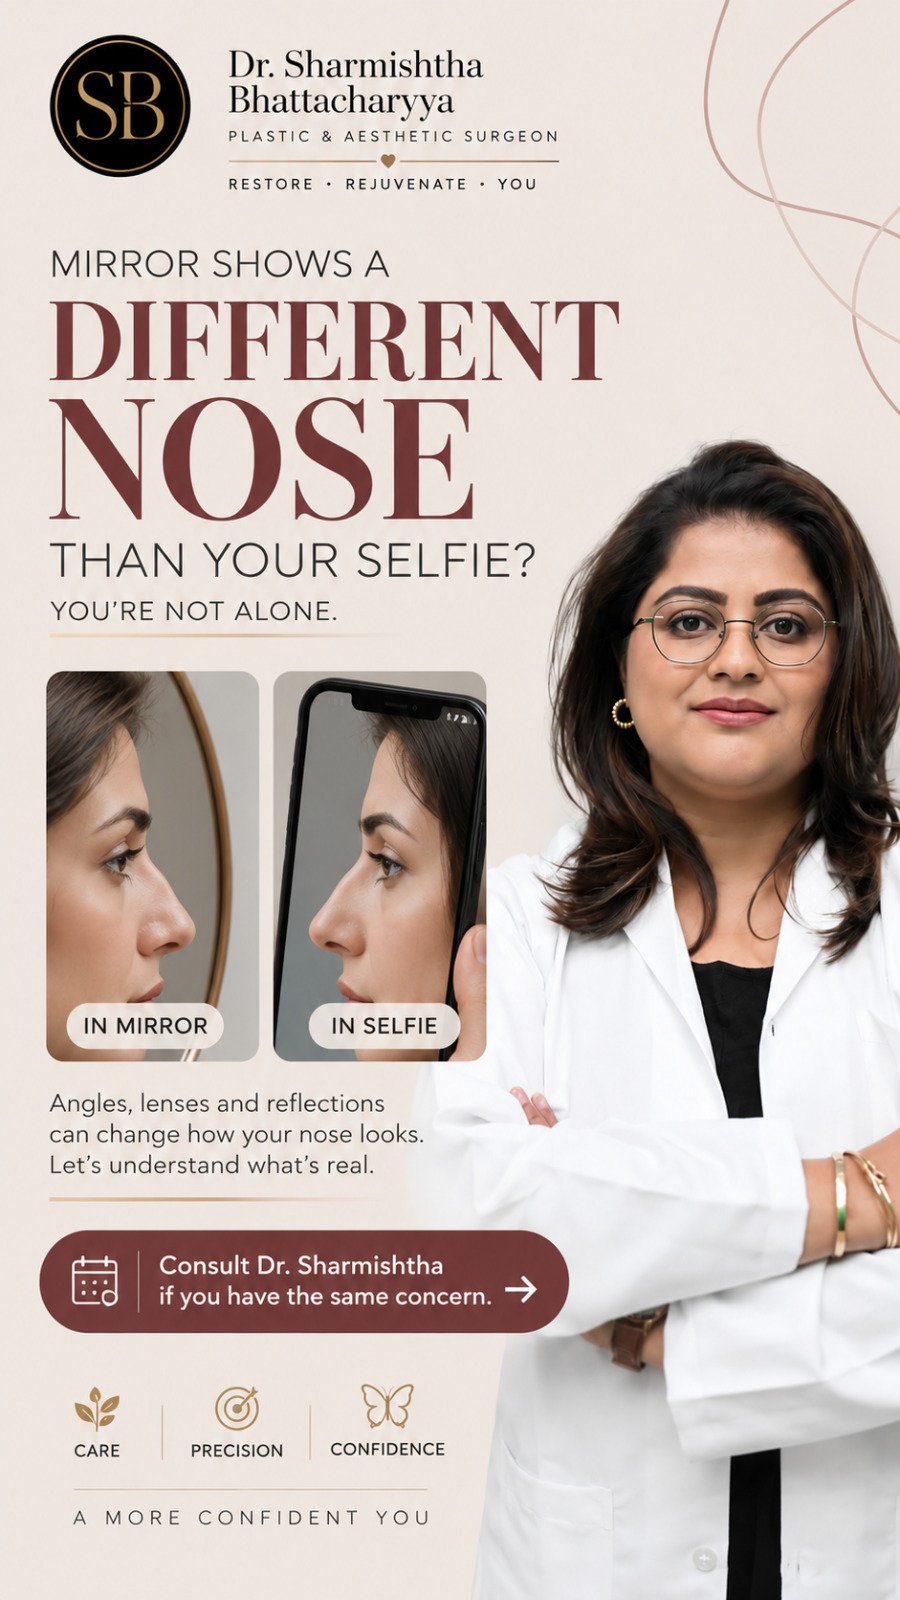 SB
Dr. Sharmishtha
Bhattacharyya
PLASTIC & AESTHETIC SURGEON
RESTORE • REJUVENATE • YOU
MIRROR SHOWS A
DIFFERENT
NOSE
THAN YOUR SELFIE?
YOU'RE NOT ALONE.
IN MIRROR
IN SELFIE
Angles, lenses and reflections
can change how your nose looks.
Let's understand what's real.
Consult Dr. Sharmishtha
if you have the same concern.
CARE
PRECISION
CONFIDENCE
A MORE CONFIDENT YOU